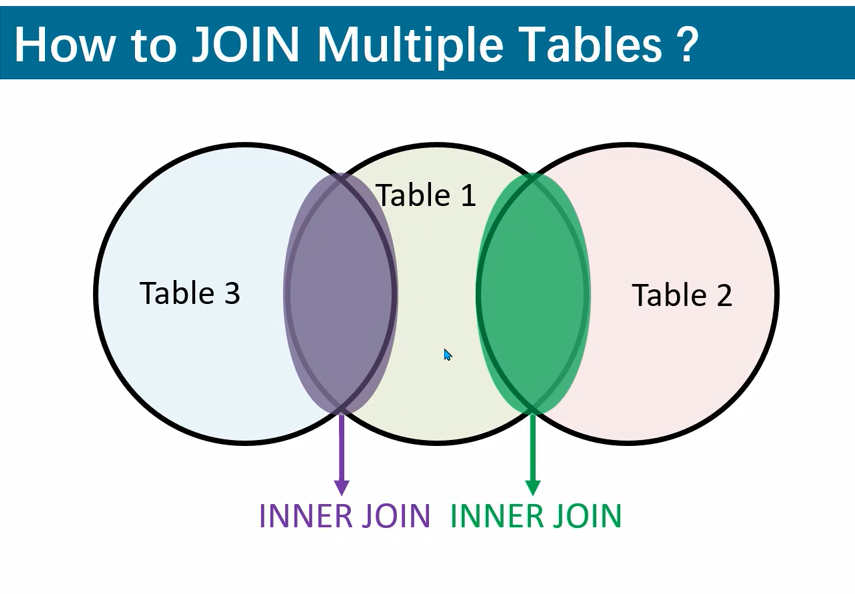 How to JOIN Multiple Tables ?
Table 1
Table 3
Table 2
INNER JOIN
INNER JOIN